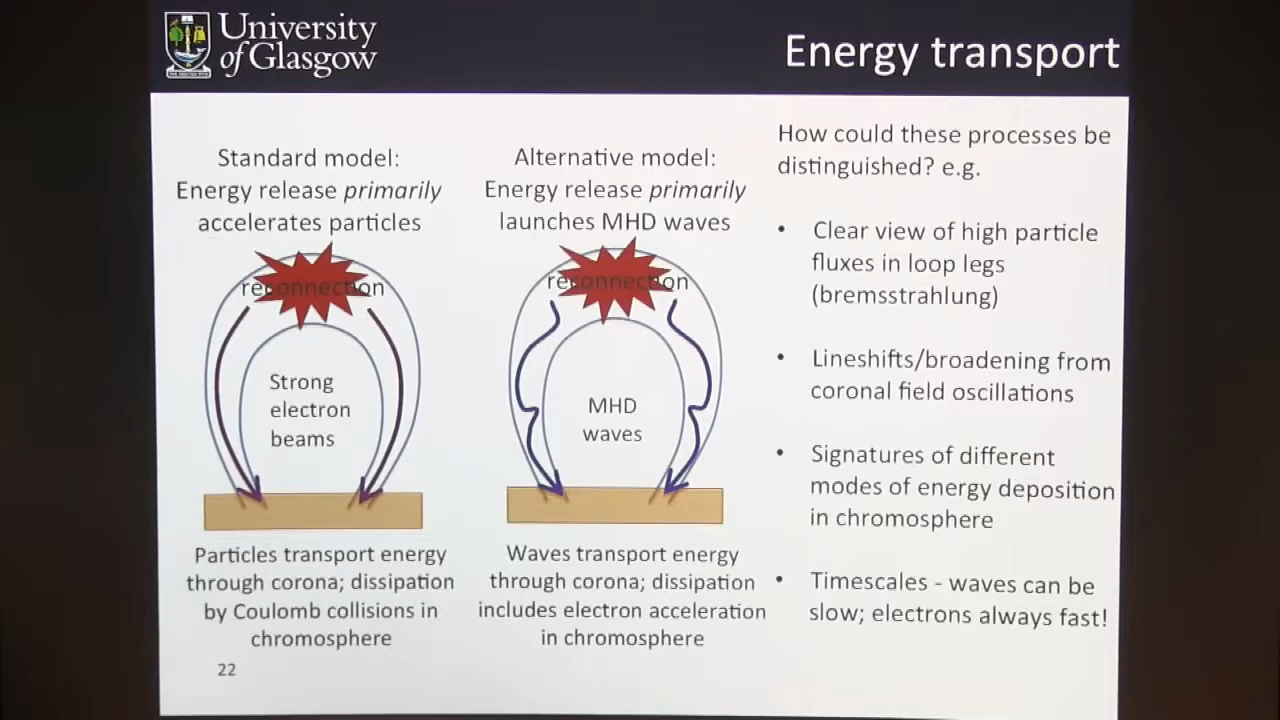 University
of Glasgow
Energy transport
Standard model:
Energy release primarily
accelerates particles
reconnection
Strong
electron
beams
Particles transport energy
through corona; dissipation
by Coulomb collisions in
chromosphere
Alternative model:
Energy release primarily
launches MHD waves
reconnection
MHD
waves
Waves transport energy
through corona; dissipation
includes electron acceleration
in chromosphere
How could these processes be
distinguished? e.g.
• Clear view of high particle
fluxes in loop legs
(bremsstrahlung)
• Lineshifts/broadening from
coronal field oscillations
• Signatures of different
modes of energy deposition
in chromosphere
• Timescales - waves can be
slow; electrons always fast!
22